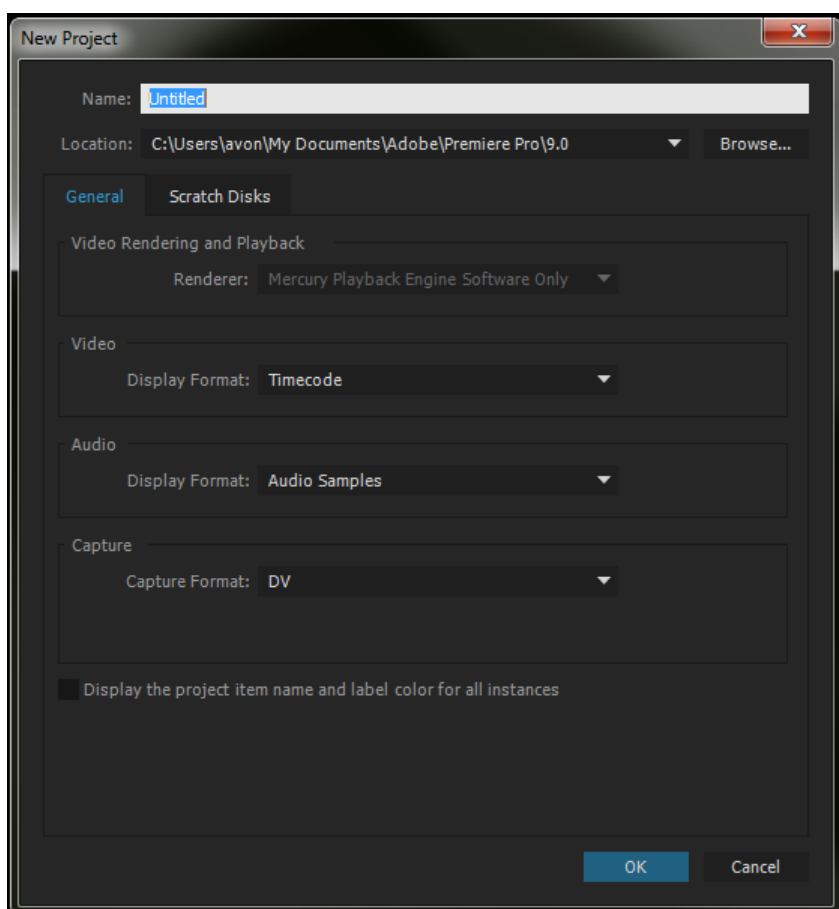 New Project
Name: Untitled
Location: C:\Users\avon\My Documents\Adobe\Premiere Pro\9.0 Browse...
General Scratch Disks
Video Rendering and Playback
Renderer: Mercury Playback Engine Software Only
Video
Display Format: Timecode
Audio
Display Format: Audio Samples
Capture
Capture Format: DV
Display the project item name and label color for all instances
OK Cancel